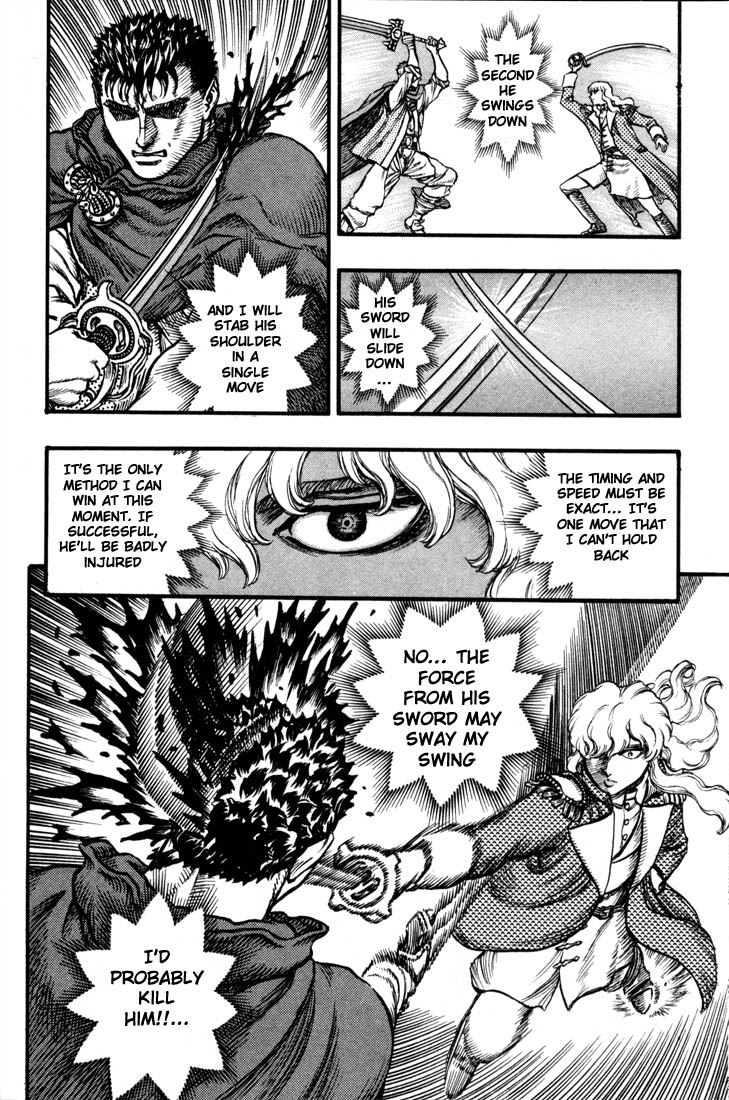 THE
SECOND
HE
SWINGS
DOWN
HIS
SWORD
WILL
SLIDE
DOWN
...
AND I WILL
STAB HIS
SHOULDER
IN A
SINGLE
MOVE
THE TIMING AND
SPEED MUST BE
EXACT... IT'S
ONE MOVE THAT
I CAN'T HOLD
BACK
IT'S THE ONLY
METHOD I CAN
WIN AT THIS
MOMENT. IF
SUCCESSFUL,
HE'LL BE BADLY
INJURED
NO... THE
FORCE
FROM HIS
SWORD MAY
SWAY MY
SWING
I'D
PROBABLY
KILL
HIM!!...